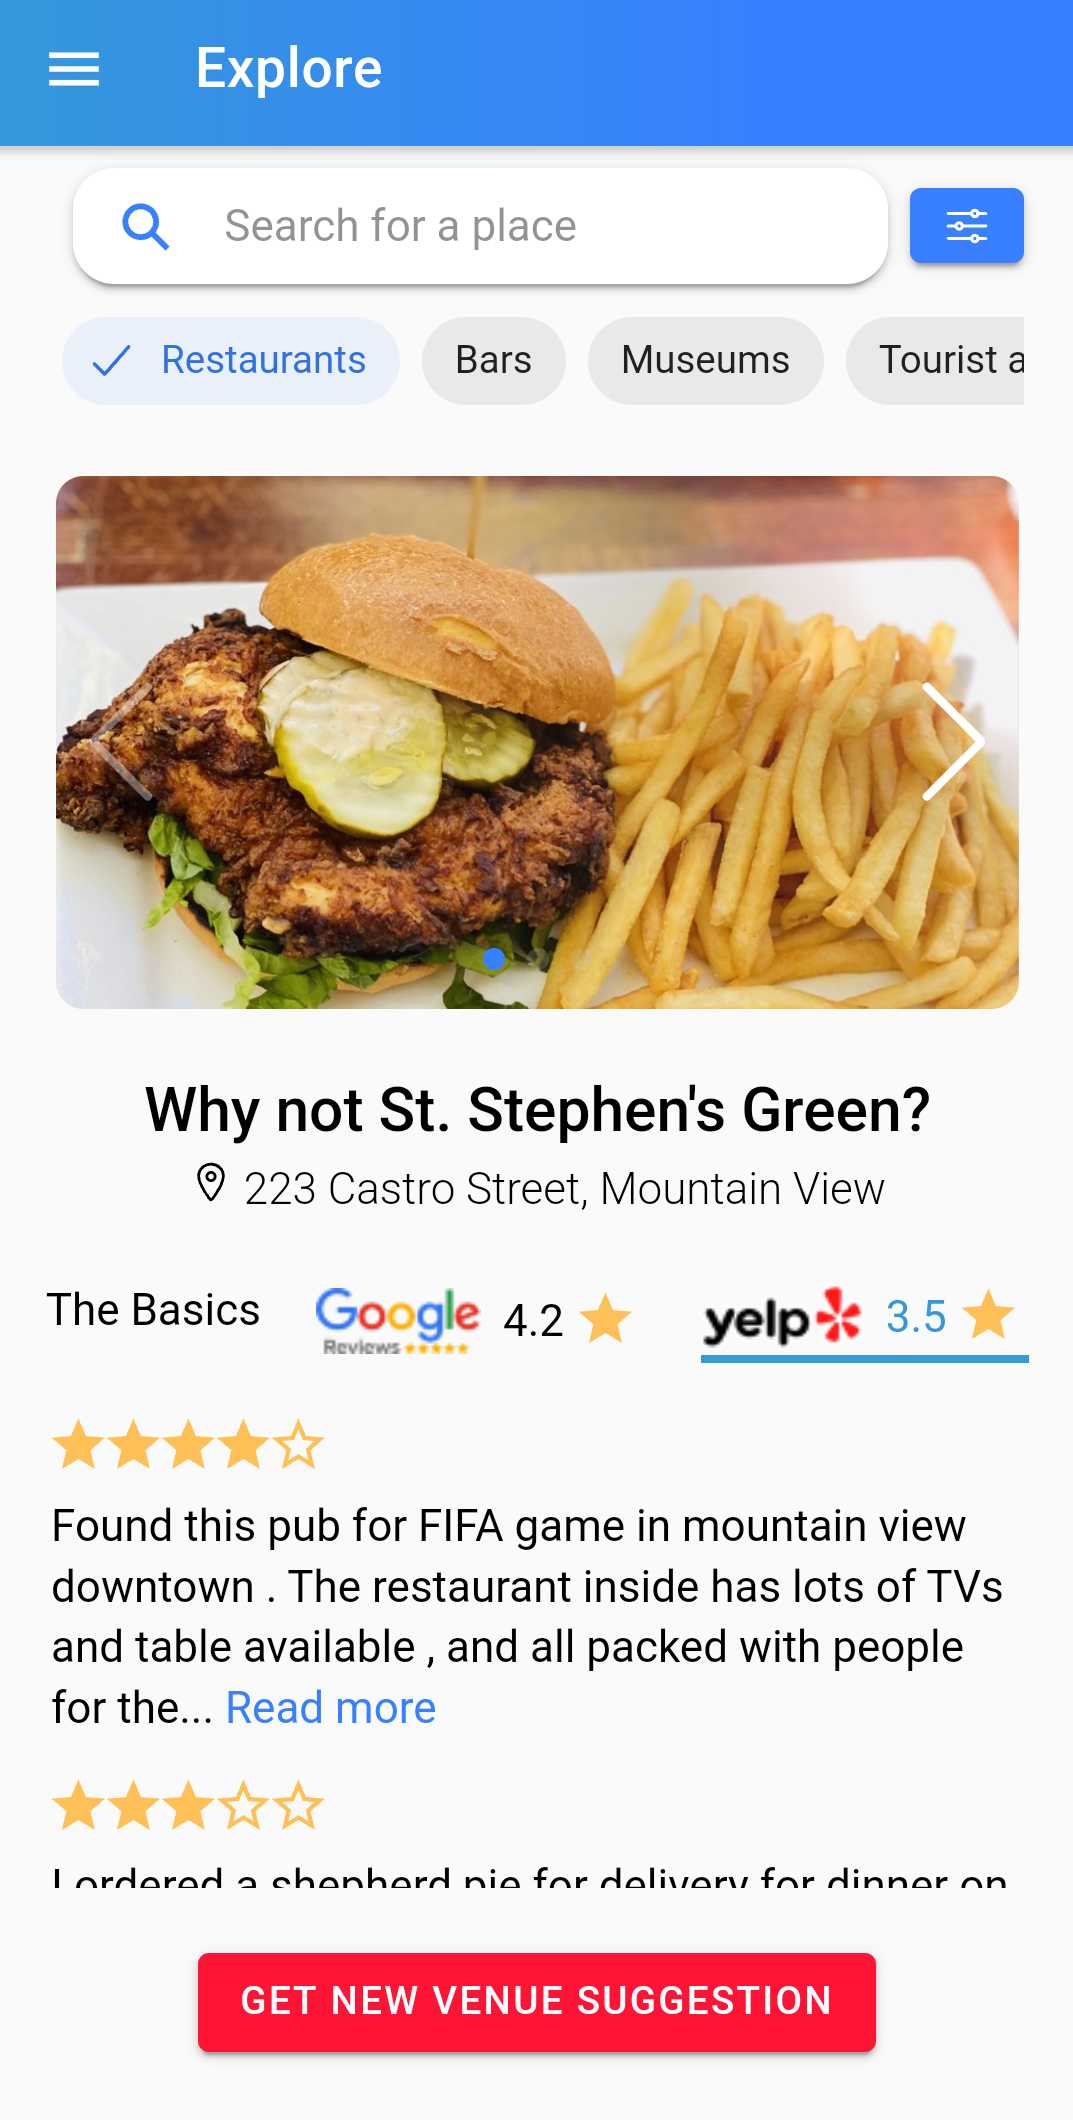 Explore
Search for a place
Restaurants Bars Museums Tourist a
Why not St. Stephen's Green?
223 Castro Street, Mountain View
The Basics Google Reviews 4.2 yelp 3.5
Found this pub for FIFA game in mountain view
downtown . The restaurant inside has lots of TVs
and table available , and all packed with people
for the... Read more
I ordered a shepherd pie for delivery for dinner on
GET NEW VENUE SUGGESTION